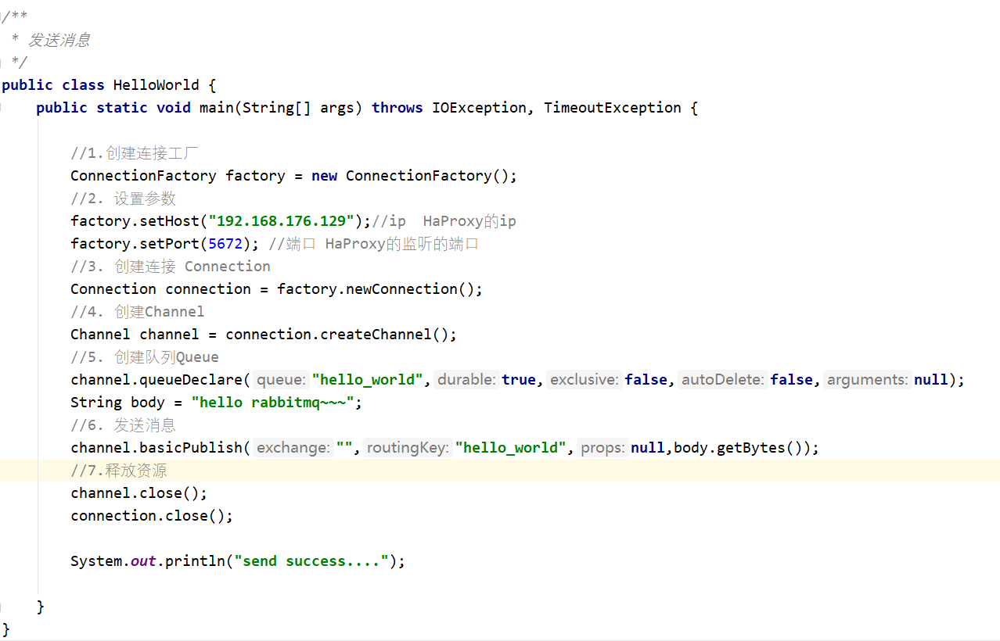 /**
 * 发送消息
 */
public class HelloWorld {
    public static void main(String[] args) throws IOException, TimeoutException {
        //1.创建连接工厂
        ConnectionFactory factory = new ConnectionFactory();
        //2. 设置参数
        factory.setHost("192.168.176.129");//ip  HaProxy的ip
        factory.setPort(5672); //端口 HaProxy的监听的端口
        //3. 创建连接 Connection
        Connection connection = factory.newConnection();
        //4. 创建Channel
        Channel channel = connection.createChannel();
        //5. 创建队列Queue
        channel.queueDeclare( queue: "hello_world", durable: true, exclusive: false, autoDelete: false, arguments: null);
        String body = "hello rabbitmq~~~";
        //6. 发送消息
        channel.basicPublish( exchange: "", routingKey: "hello_world", props: null,body.getBytes());
        //7.释放资源
        channel.close();
        connection.close();
        System.out.println("send success....");
    }
}